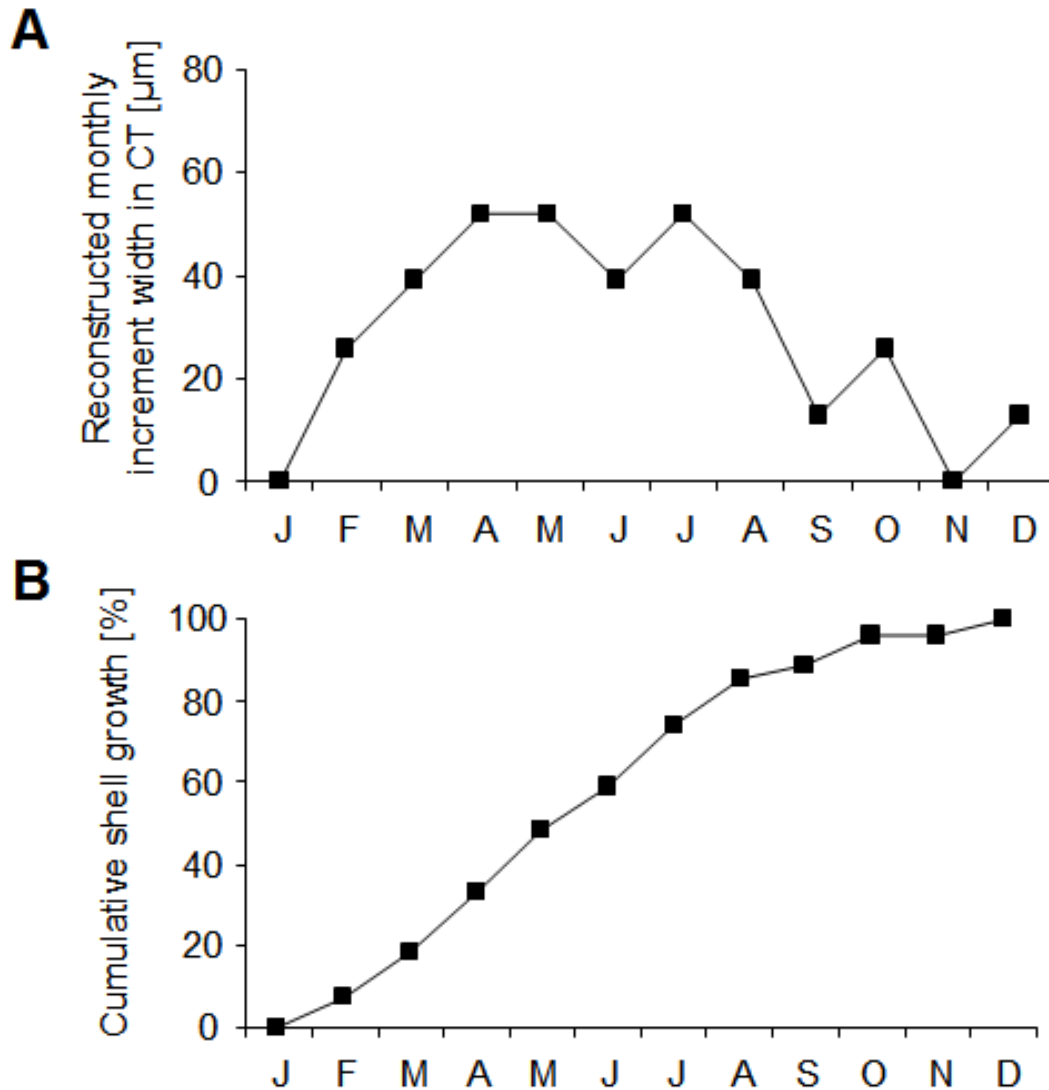 A
Reconstructed monthly
increment width in CT [µm]
80
60
40
20
0
J F M A M J J A S O N D
B
Cumulative shell growth [%]
100
80
60
40
20
0
J F M A M J J A S O N D